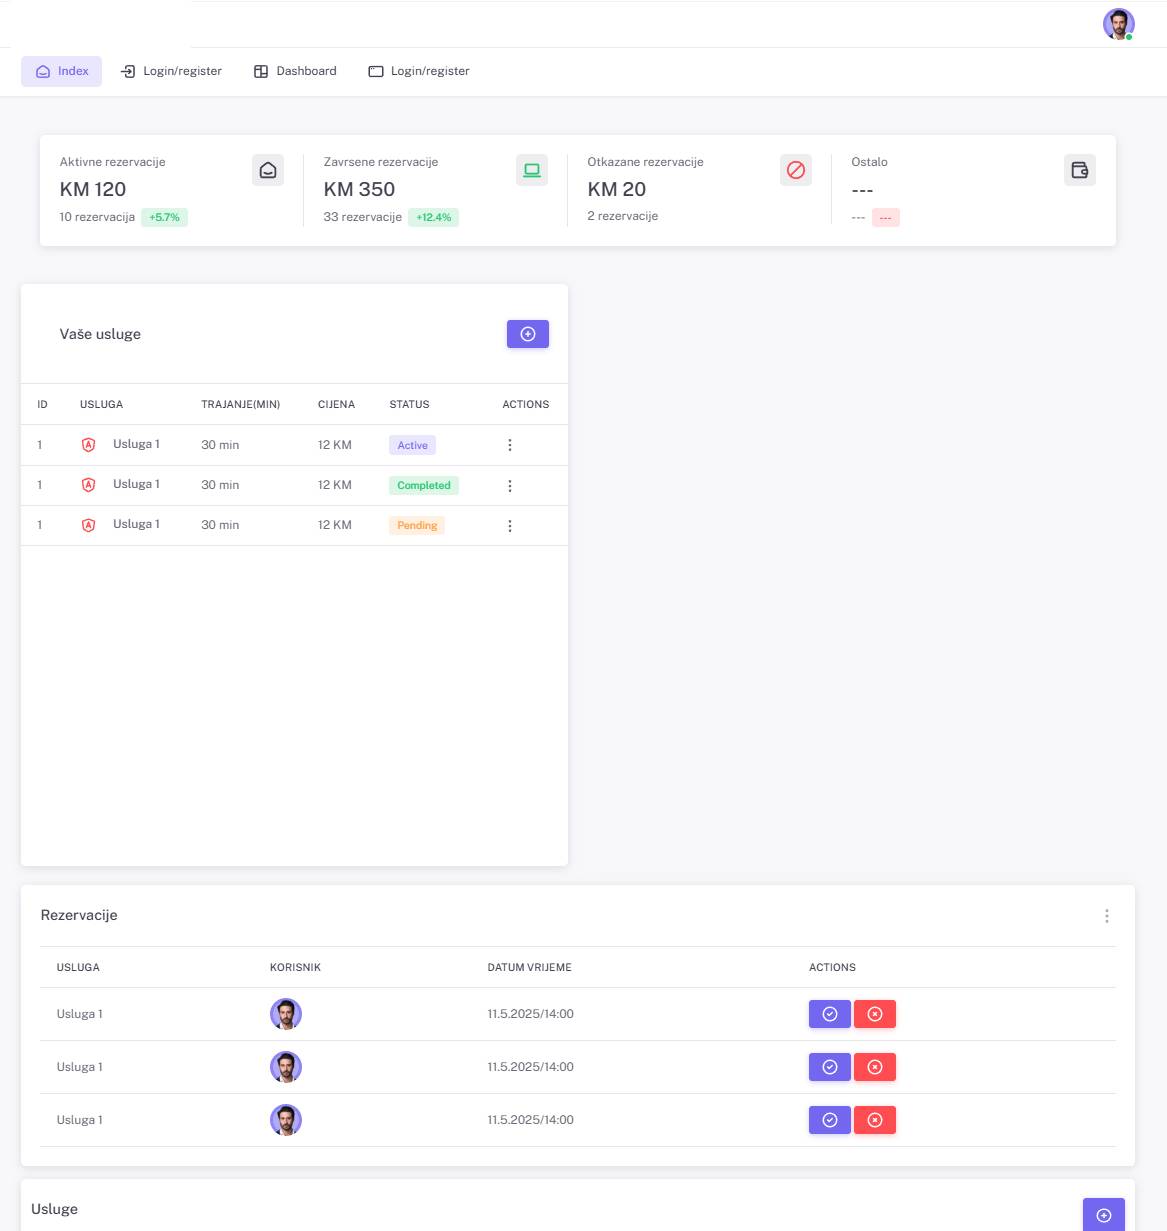 Index Login/register Dashboard Login/register
Aktivne rezervacije
KM 120
10 rezervacija +5.7%
Zavrsene rezervacije
KM 350
33 rezervacije +12.4%
Otkazane rezervacije
KM 20
2 rezervacije
Ostalo
---
--- ---
Vaše usluge
ID USLUGA TRAJANJE(MIN) CIJENA STATUS ACTIONS
1 Usluga 1 30 min 12 KM Active
1 Usluga 1 30 min 12 KM Completed
1 Usluga 1 30 min 12 KM Pending
Rezervacije
USLUGA KORISNIK DATUM VRIJEME ACTIONS
Usluga 1 11.5.2025/14:00
Usluga 1 11.5.2025/14:00
Usluga 1 11.5.2025/14:00
Usluge